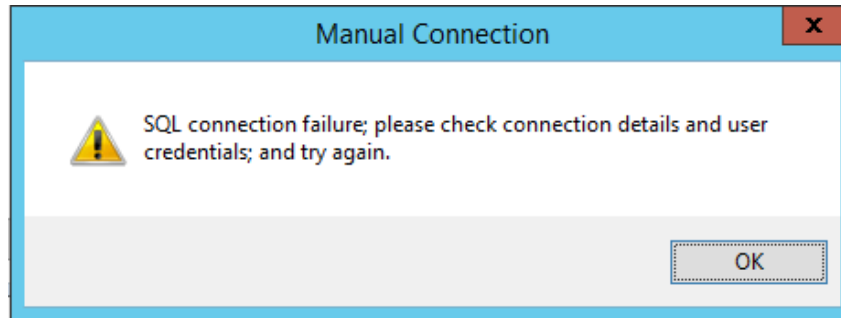 Manual Connection
x
SQL connection failure; please check connection details and user
credentials; and try again.
OK